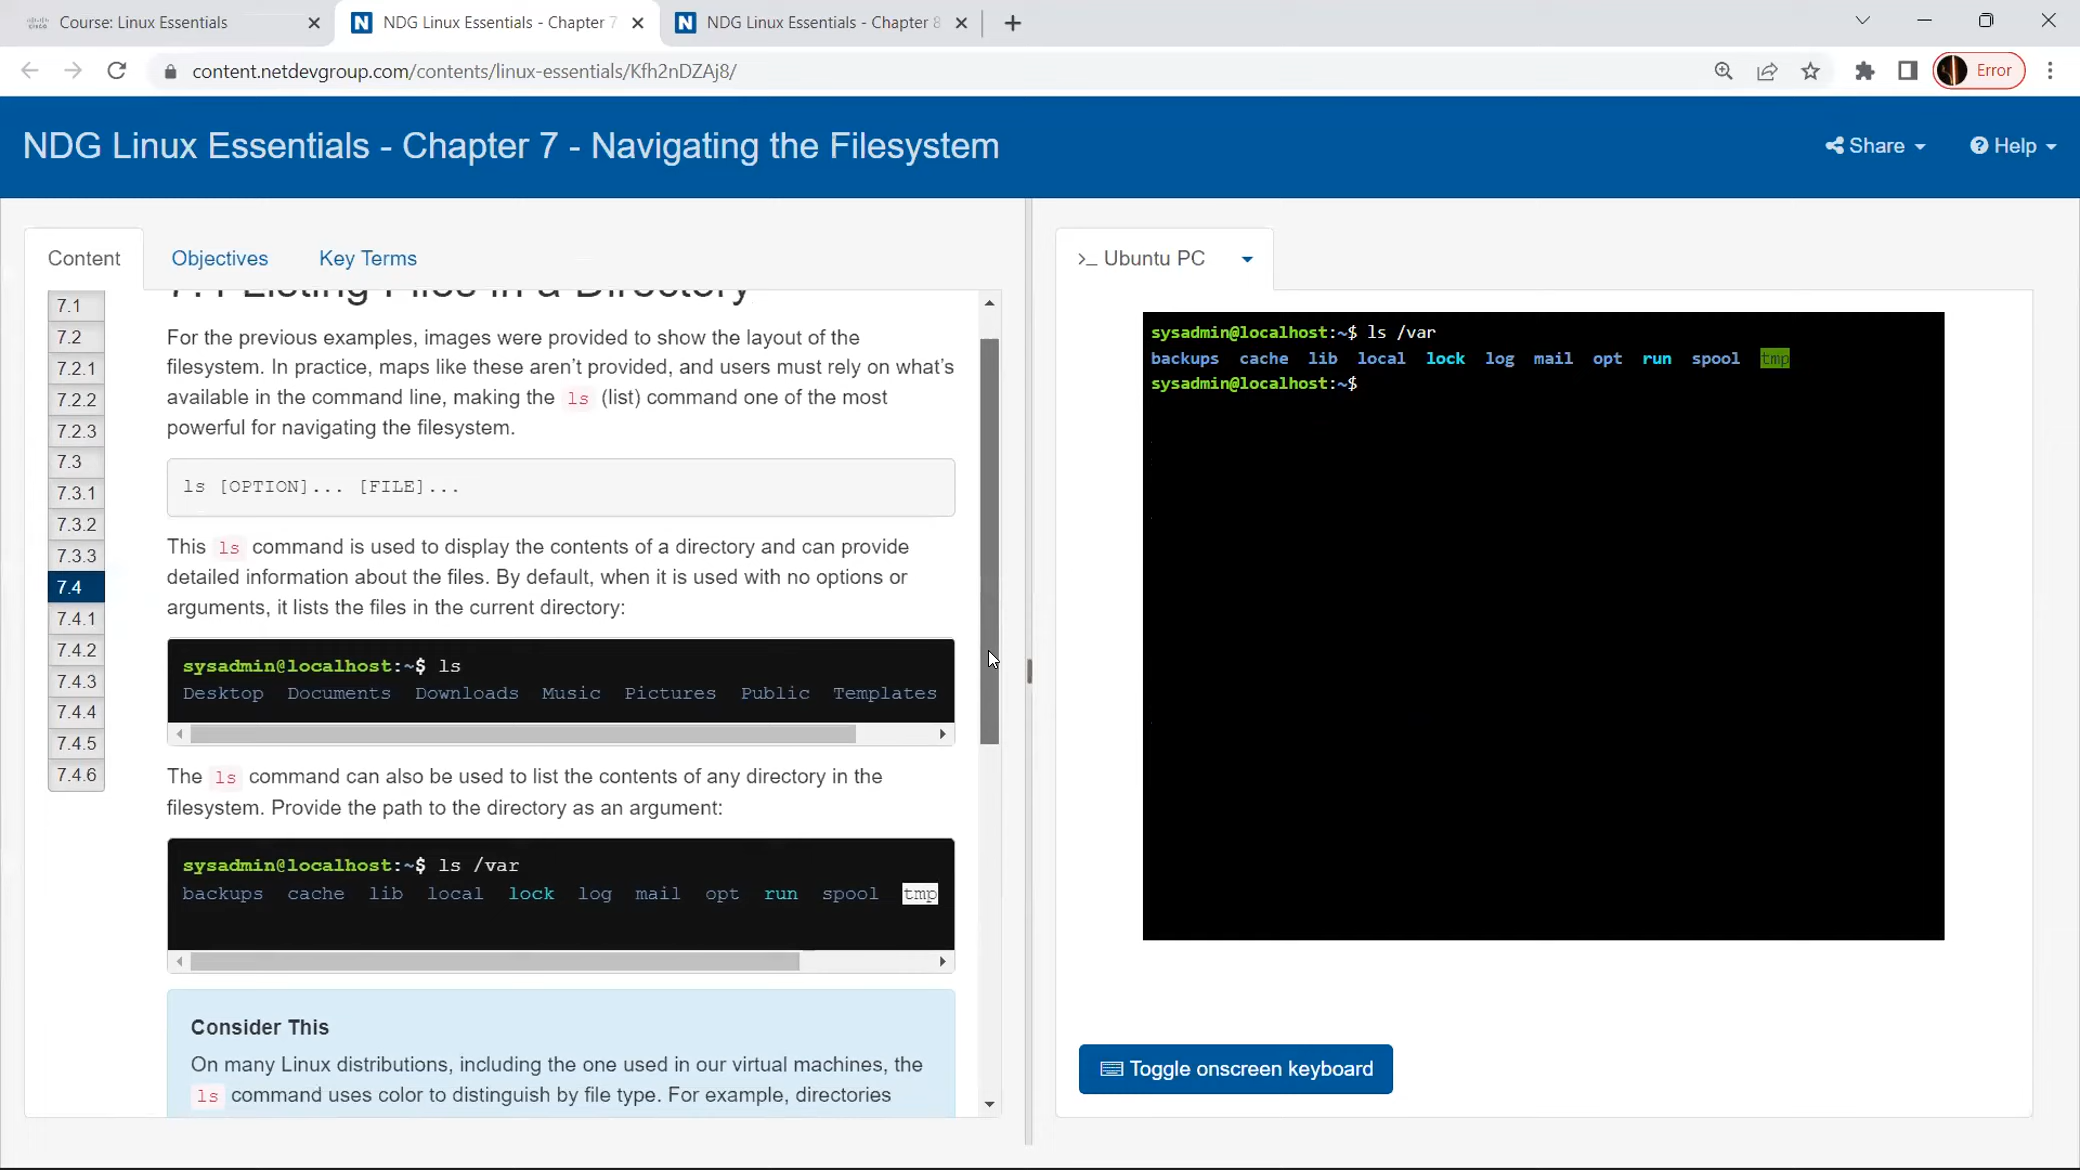 Course: Linux Essentials
NDG Linux Essentials - Chapter 7
NDG Linux Essentials - Chapter 8
content.netdevgroup.com/contents/linux-essentials/Kfh2nDZAj8/
Error
NDG Linux Essentials - Chapter 7 - Navigating the Filesystem
Share
Help
Content
Objectives
Key Terms
7.1
7.2
7.2.1
7.2.2
7.2.3
7.3
7.3.1
7.3.2
7.3.3
7.4
7.4.1
7.4.2
7.4.3
7.4.4
7.4.5
7.4.6
7.4 Listing Files in a Directory
For the previous examples, images were provided to show the layout of the
filesystem. In practice, maps like these aren’t provided, and users must rely on what’s
available in the command line, making the ls (list) command one of the most
powerful for navigating the filesystem.
ls [OPTION]... [FILE]...
This ls command is used to display the contents of a directory and can provide
detailed information about the files. By default, when it is used with no options or
arguments, it lists the files in the current directory:
sysadmin@localhost:~$ ls
Desktop Documents Downloads Music Pictures Public Templates
The ls command can also be used to list the contents of any directory in the
filesystem. Provide the path to the directory as an argument:
sysadmin@localhost:~$ ls /var
backups cache lib local lock log mail opt run spool tmp
Consider This
On many Linux distributions, including the one used in our virtual machines, the
ls command uses color to distinguish by file type. For example, directories
>_ Ubuntu PC
sysadmin@localhost:~$ ls /var
backups cache lib local lock log mail opt run spool tmp
sysadmin@localhost:~$
Toggle onscreen keyboard